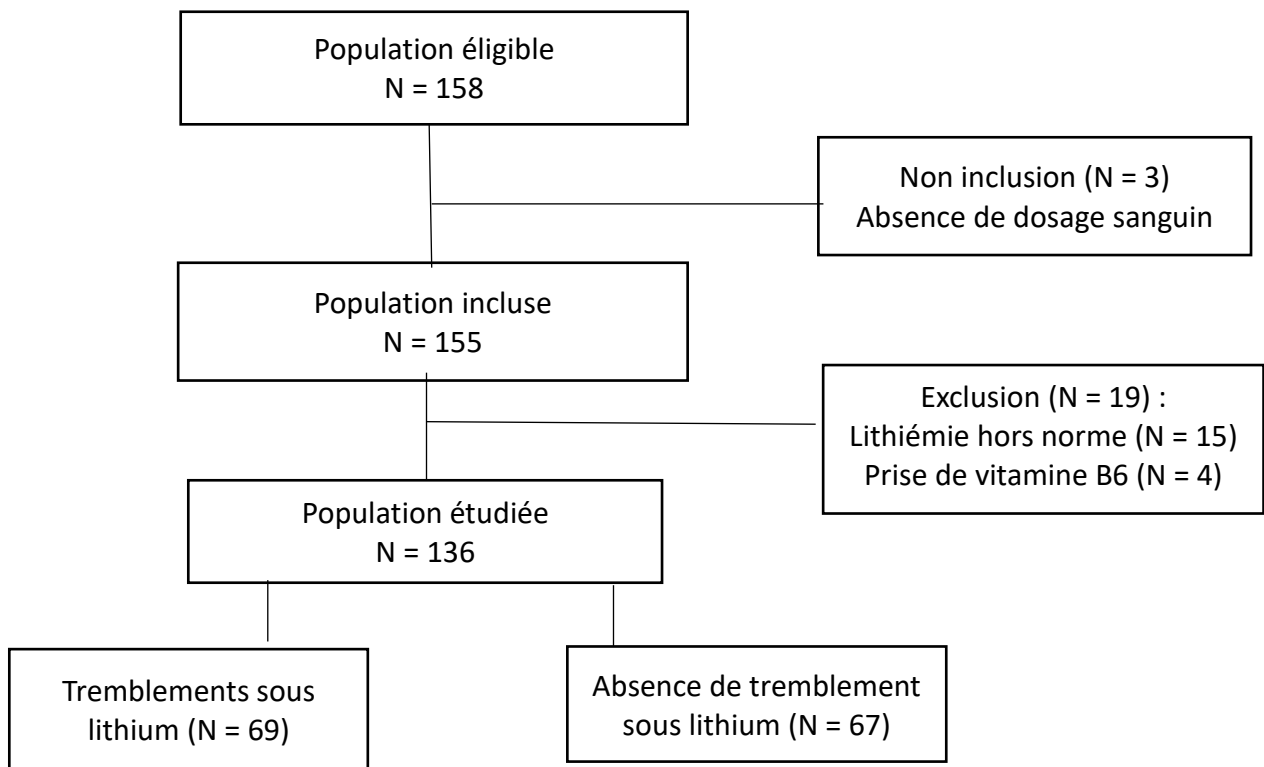 Population éligible
N = 158
Non inclusion (N = 3)
Absence de dosage sanguin
Population incluse
N = 155
Exclusion (N = 19) :
Lithiémie hors norme (N = 15)
Prise de vitamine B6 (N = 4)
Population étudiée
N = 136
Tremblements sous
lithium (N = 69)
Absence de tremblement
sous lithium (N = 67)